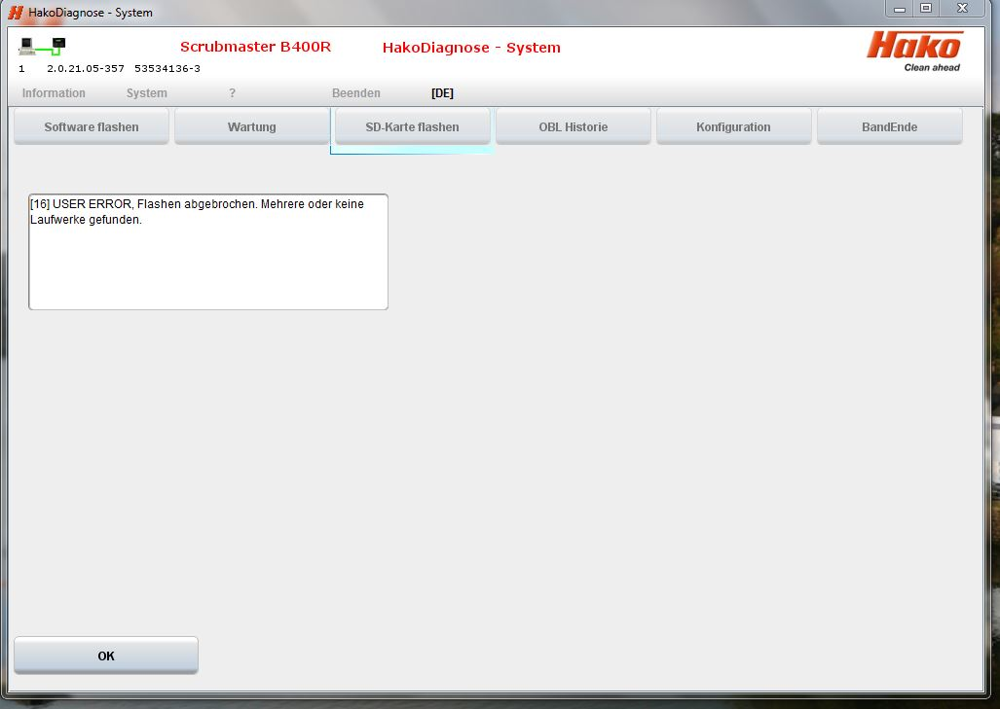 HakoDiagnose - System
Scrubmaster B400R
HakoDiagnose - System
Hako
Clean ahead
1 2.0.21.05-357 53534136-3
Information System ? Beenden [DE]
Software flashen Wartung SD-Karte flashen OBL Historie Konfiguration BandEnde
[16] USER ERROR, Flashen abgebrochen. Mehrere oder keine
Laufwerke gefunden.
OK